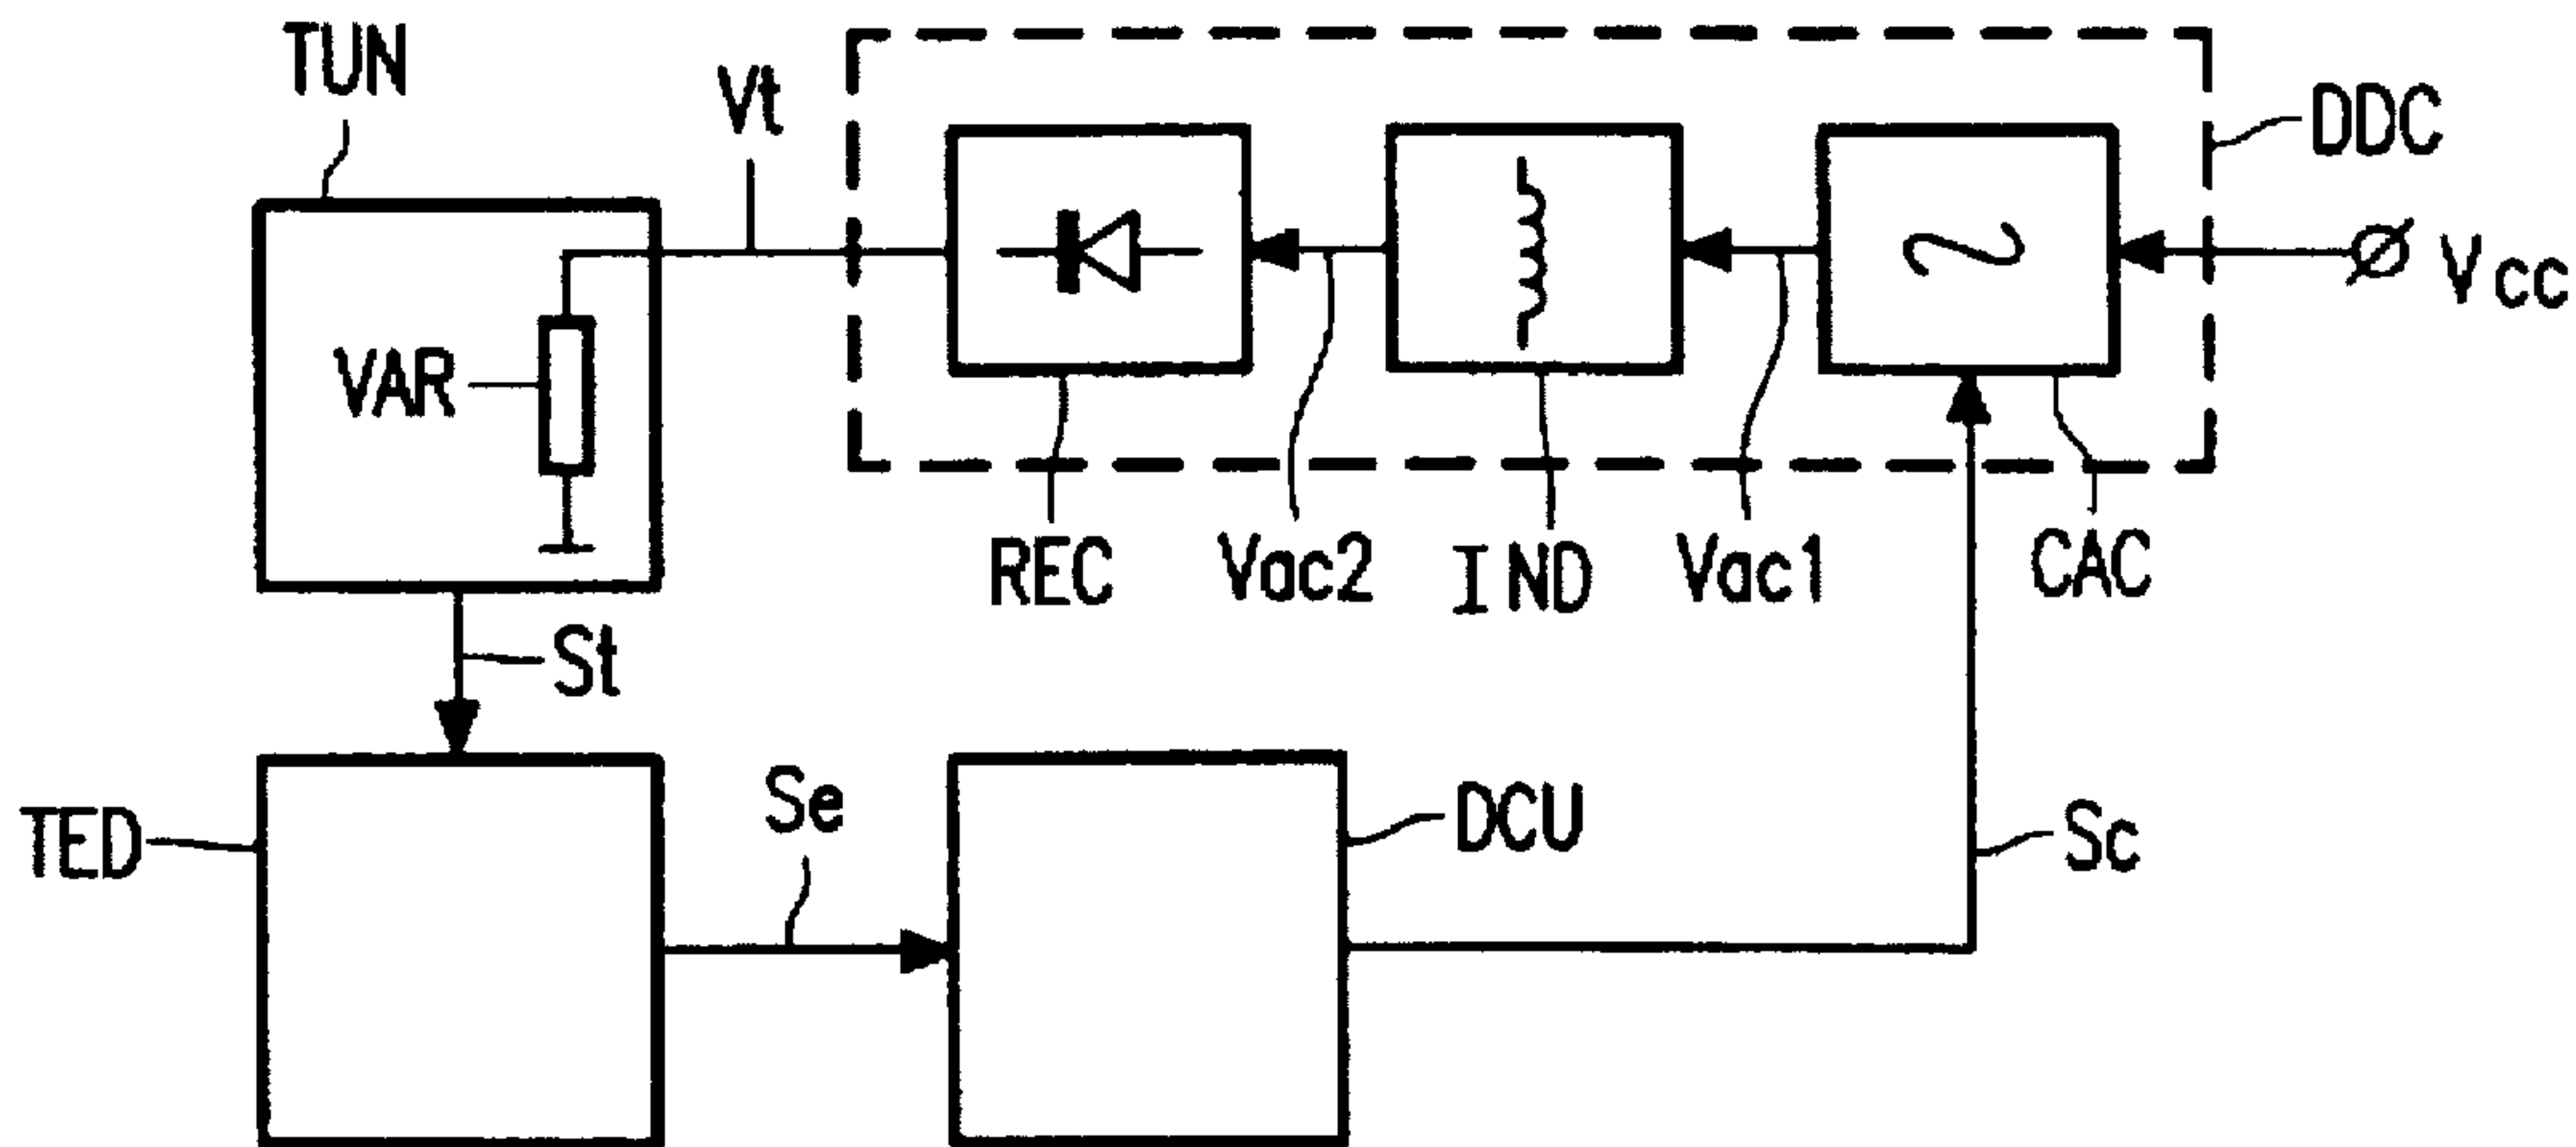 TUN
Vt
DDC
Vcc
VAR
REC
Vac2
IND
Vac1
CAC
St
TED
Se
DCU
Sc